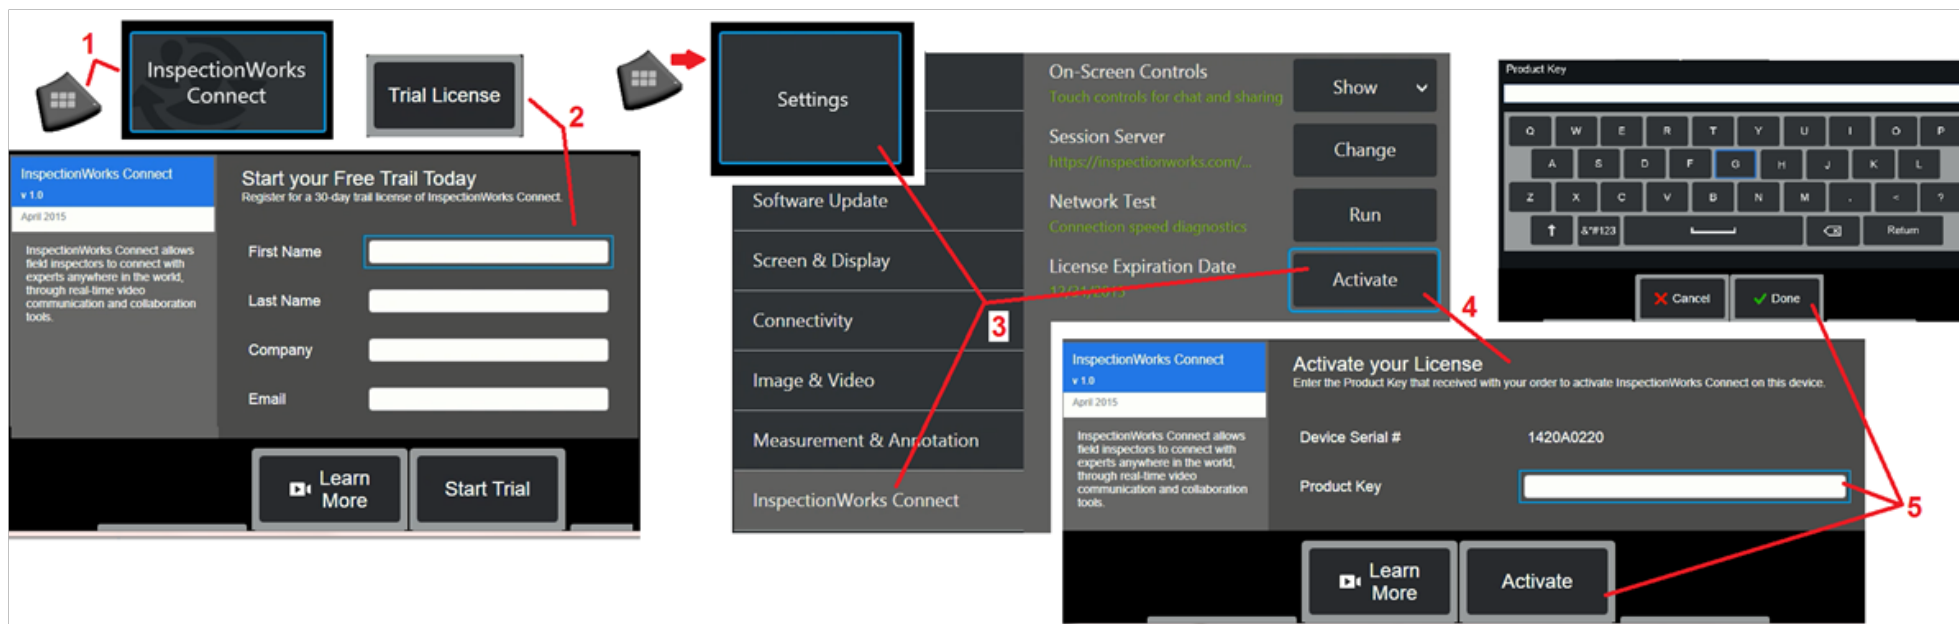 1
InspectionWorks
Connect
Trial License
2
InspectionWorks Connect
v 1.0
April 2015
InspectionWorks Connect allows
field inspectors to connect with
experts anywhere in the world,
through real-time video
communication and collaboration
tools.
Start your Free Trail Today
Register for a 30-day trail license of InspectionWorks Connect.
First Name
Last Name
Company
Email
Learn
More
Start Trial
Settings
Software Update
Screen & Display
Connectivity
Image & Video
Measurement & Annotation
InspectionWorks Connect
3
On-Screen Controls
Touch controls for chat and sharing
Show
Session Server
https://inspectionworks.com/...
Change
Network Test
Connection speed diagnostics
Run
License Expiration Date
12/31/2015
Activate
4
InspectionWorks Connect
v 1.0
April 2015
InspectionWorks Connect allows
field inspectors to connect with
experts anywhere in the world,
through real-time video
communication and collaboration
tools.
Activate your License
Enter the Product Key that received with your order to activate InspectionWorks Connect on this device.
Device Serial # 1420A0220
Product Key
Learn
More
Activate
Product Key
Q W E R T Y U I O P
A S D F G H J K L
Z X C V B N M . < ?
&*#123 Return
Cancel
Done
5